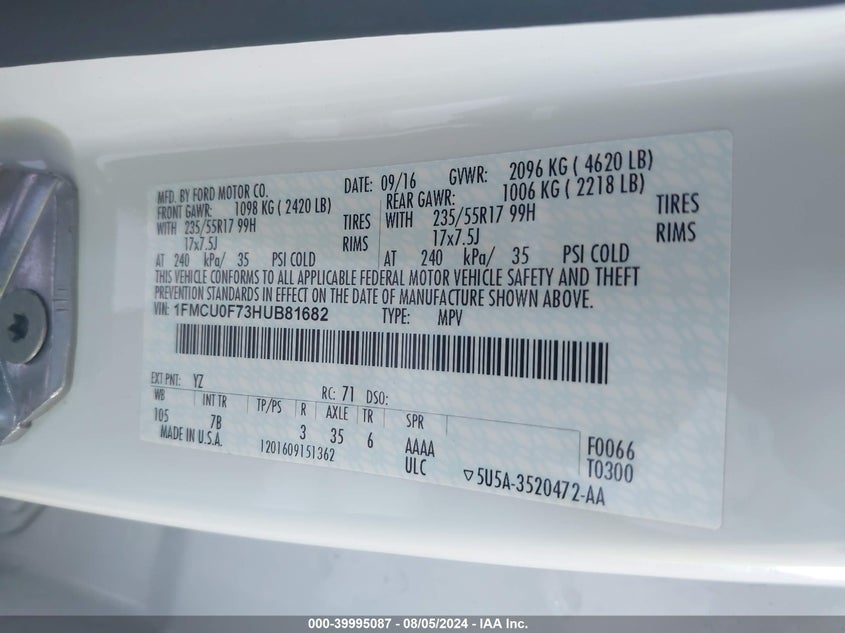 MFD. BY FORD MOTOR CO. DATE: 09/16 GVWR: 2096 KG ( 4620 LB)
FRONT GAWR: 1098 KG ( 2420 LB) REAR GAWR: 1006 KG ( 2218 LB)
WITH 235/55R17 99H TIRES WITH 235/55R17 99H TIRES
17x7.5J RIMS 17x7.5J RIMS
AT 240 kPa/ 35 PSI COLD AT 240 kPa/ 35 PSI COLD
THIS VEHICLE CONFORMS TO ALL APPLICABLE FEDERAL MOTOR VEHICLE SAFETY AND THEFT
PREVENTION STANDARDS IN EFFECT ON THE DATE OF MANUFACTURE SHOWN ABOVE.
VIN: 1FMCU0F73HUB81682 TYPE: MPV
EXT PNT: YZ RC: 71 DSO:
WB INT TR TP/PS R AXLE TR SPR
105 7B 3 35 6 AAAA F0066
MADE IN U.S.A. 1201609151362 ULC T0300
▽5U5A-3520472-AA
000-39995087 - 08/05/2024 - IAA Inc.